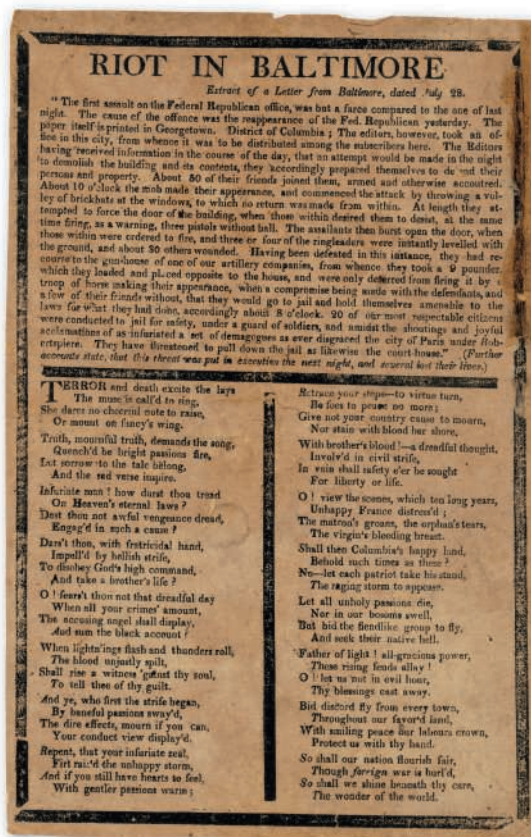 RIOT IN BALTIMORE
Extract of a Letter from Baltimore, dated July 28.
"The first assault on the Federal Republican office, was but a farce compared to the one of last
night. The cause of the offence was the reappearance of the Fed. Republican yesterday. The
paper itself is printed in Georgetown. District of Columbia; The editors, however, took an of-
fice in this city, from whence it was to be distributed among the subscribers here. The Editors
having received information in the course of the day, that an attempt would be made in the night
to demolish the building and its contents, they accordingly prepared themselves to defend their
persons and property. About 50 of their friends joined them, armed and otherwise accoutred.
About 10 o'clock the mob made their appearance, and commenced the attack by throwing a vol-
ley of brickbats at the windows, to which no return was made from within. At length they at-
tempted to force the door of the building, when those within desired them to desist, at the same
time firing, as a warning, three pistols without ball. The assailants then burst open the door, when
those within were ordered to fire, and three or four of the ringleaders were instantly levelled with
the ground, and about 30 others wounded. Having been defeated in this instance, they had re-
course to the gun-house of one of our artillery companies, from whence they took a 9 pounder,
which they loaded and placed opposite to the house, and were only deterred from firing it by a
troop of horse making their appearance, when a compromise being made with the defendants, and
a few of their friends without, that they would go to jail and hold themselves amenable to the
laws for what they had done, accordingly about 8 o'clock. 20 of our most respectable citizens
were conducted to jail for safety, under a guard of soldiers, and amidst the shoutings and joyful
acclamations of as infuriated a set of demagogues as ever disgraced the city of Paris under Rob-
ertspiere. They have threatened to pull down the jail as likewise the court-house." (Further
accounts state, that this threat was put in execution the next night, and several lost their lives.)
TERROR and death excite the lays
The muse is call'd to ring,
She dares no cheerful note to raise,
Or mount on fancy's wing.
Truth, mournful truth, demands the song,
Quench'd be bright passions fire,
Let sorrow to the tale belong,
And the sad verse inspire.
Infuriate man! how durst thou tread
On Heaven's eternal laws?
Dost thou not awful vengeance dread,
Engag'd in such a cause?
Dar'st thou, with fratricidal hand,
Impell'd by hellish strife,
To disobey God's high command,
And take a brother's life?
O! fear'st thou not that dreadful day
When all your crimes' amount,
The accusing angel shall display,
And sum the black account?
When light'nings flash and thunders roll,
The blood unjustly spilt,
Shall rise a witness 'gainst thy soul,
To tell thee of thy guilt.
And ye, who first the strife began,
By baneful passions sway'd,
The dire effects, mourn if you can,
Your conduct view display'd.
Repent, that your infuriate zeal,
Firt rais'd the unhappy storm,
And if you still have hearts to feel,
With gentler passions warm;
Retrace your steps—to virtue turn,
Be foes to peace no more;
Give not your country cause to mourn,
Nor stain with blood her shore,
With brother's blood!—a dreadful thought,
Involv'd in civil strife,
In vain shall safety e'er be sought
For liberty or life.
O! view the scenes, which ten long years,
Unhappy France distress'd;
The matron's groans, the orphan's tears,
The virgin's bleeding breast.
Shall then Columbia's happy land,
Behold such times as these?
No—let each patriot take his stand,
The raging storm to appease.
Let all unholy passions die,
Nor in our bosoms swell,
But bid the fiendlike group to fly,
And seek their native hell.
Father of light! all-gracious power,
These rising feuds allay!
O! let us not in evil hour,
Thy blessings cast away.
Bid discord fly from every town,
Throughout our favor'd land,
With smiling peace our labours crown,
Protect us with thy hand.
So shall our nation flourish fair,
Though foreign war is hurl'd,
So shall we shine beneath thy care,
The wonder of the world.